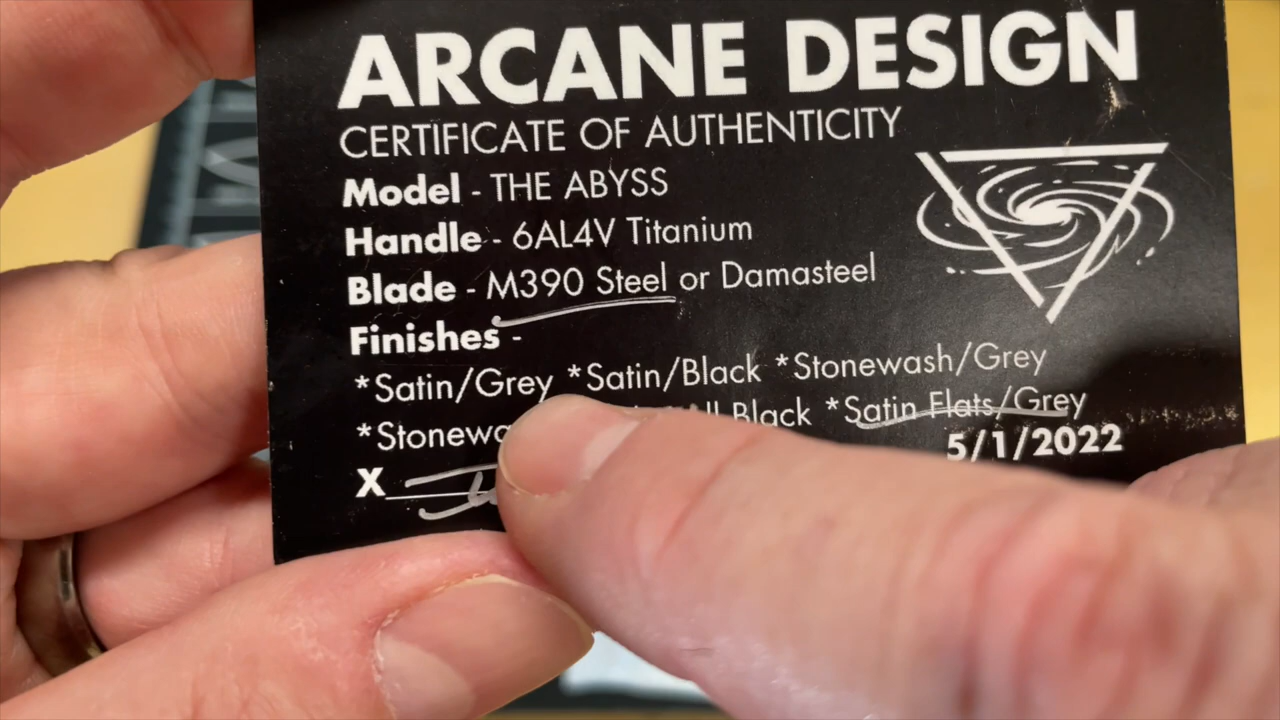 ARCANE DESIGN
CERTIFICATE OF AUTHENTICITY
Model - THE ABYSS
Handle - 6AL4V Titanium
Blade - M390 Steel or Damasteel
Finishes -
*Satin/Grey *Satin/Black *Stonewash/Grey
Black *Satin Flats/Grey
5/1/2022
X